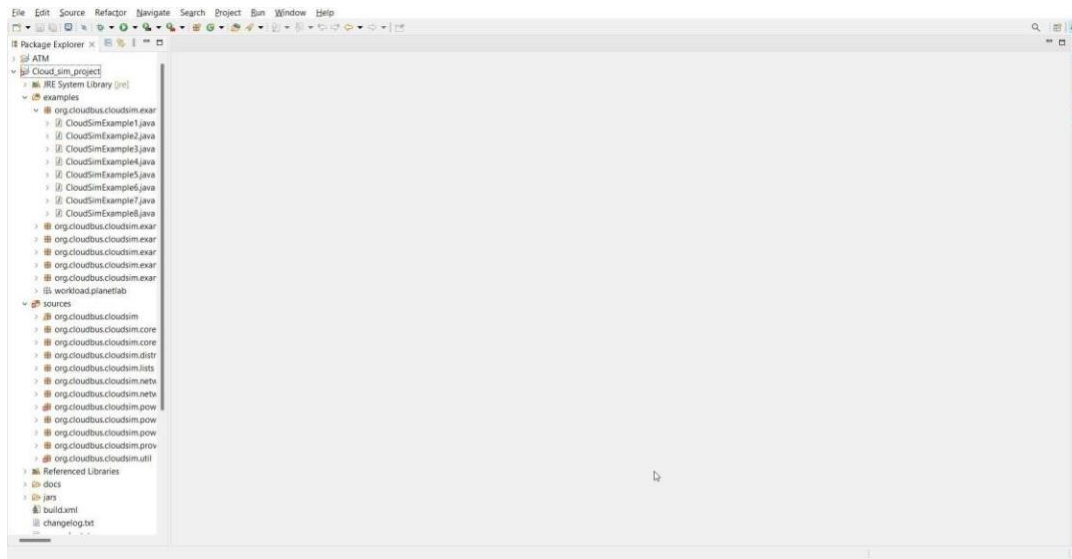 File Edit Source Refactor Navigate Search Project Run Window Help
Package Explorer
ATM
Cloud_sim_project
JRE System Library [jre]
examples
org.cloudbus.cloudsim.exar
CloudSimExample1.java
CloudSimExample2.java
CloudSimExample3.java
CloudSimExample4.java
CloudSimExample5.java
CloudSimExample6.java
CloudSimExample7.java
CloudSimExample8.java
org.cloudbus.cloudsim.exar
org.cloudbus.cloudsim.exar
org.cloudbus.cloudsim.exar
org.cloudbus.cloudsim.exar
org.cloudbus.cloudsim.exar
workload.planetlab
sources
org.cloudbus.cloudsim
org.cloudbus.cloudsim.core
org.cloudbus.cloudsim.core
org.cloudbus.cloudsim.distr
org.cloudbus.cloudsim.lists
org.cloudbus.cloudsim.netw
org.cloudbus.cloudsim.netw
org.cloudbus.cloudsim.pow
org.cloudbus.cloudsim.pow
org.cloudbus.cloudsim.pow
org.cloudbus.cloudsim.prov
org.cloudbus.cloudsim.util
Referenced Libraries
docs
jars
build.xml
changelog.txt